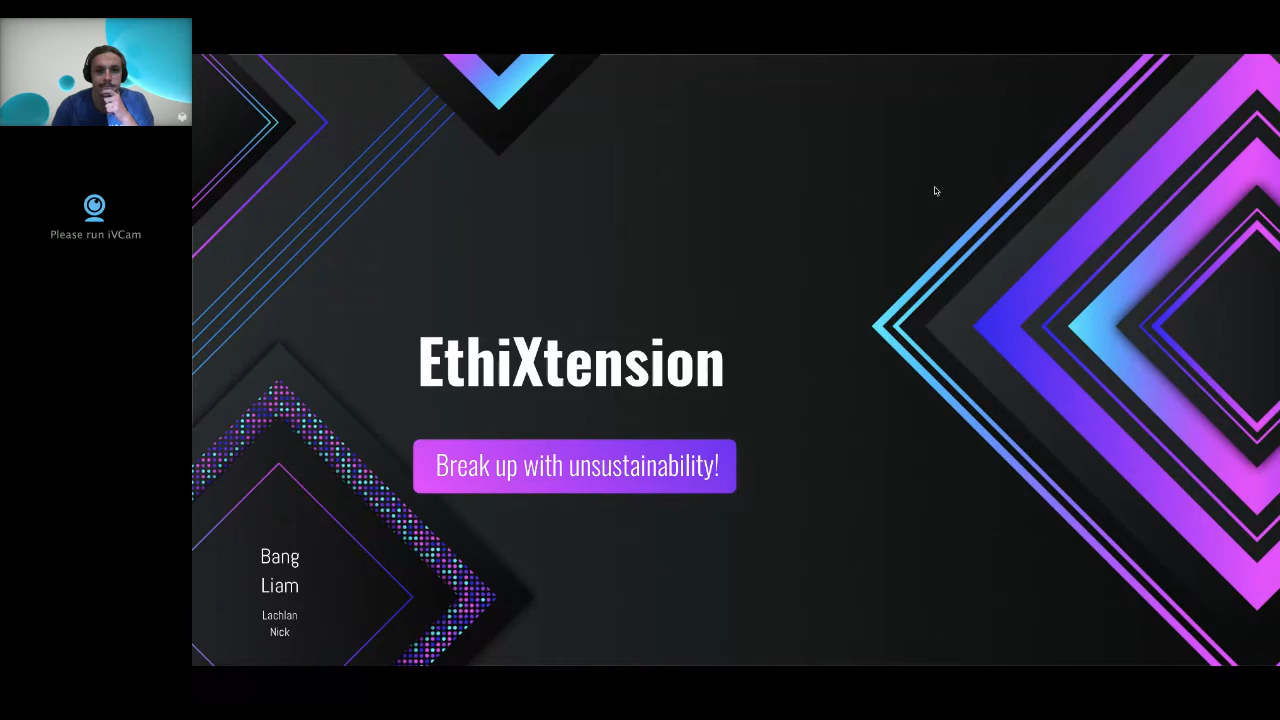 Please run iVCam
EthiXtension
Break up with unsustainability!
Bang
Liam
Lachlan
Nick